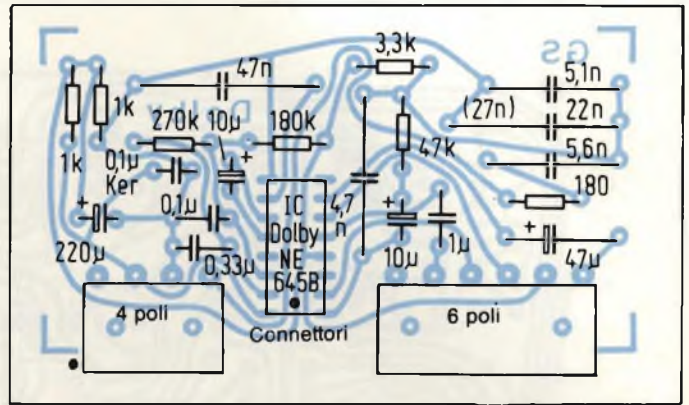 3,3k
GS
47n
5,1n
Dolby
(27n)
22n
1k
270k
10µ
180k
47k
5,6n
1k
0,1µ
Ker
+
4,7
n
180
+
220µ
0,1µ
IC
Dolby
NE
645B
+
10µ
1µ
+
47µ
0,33µ
4 poli
Connettori
6 poli